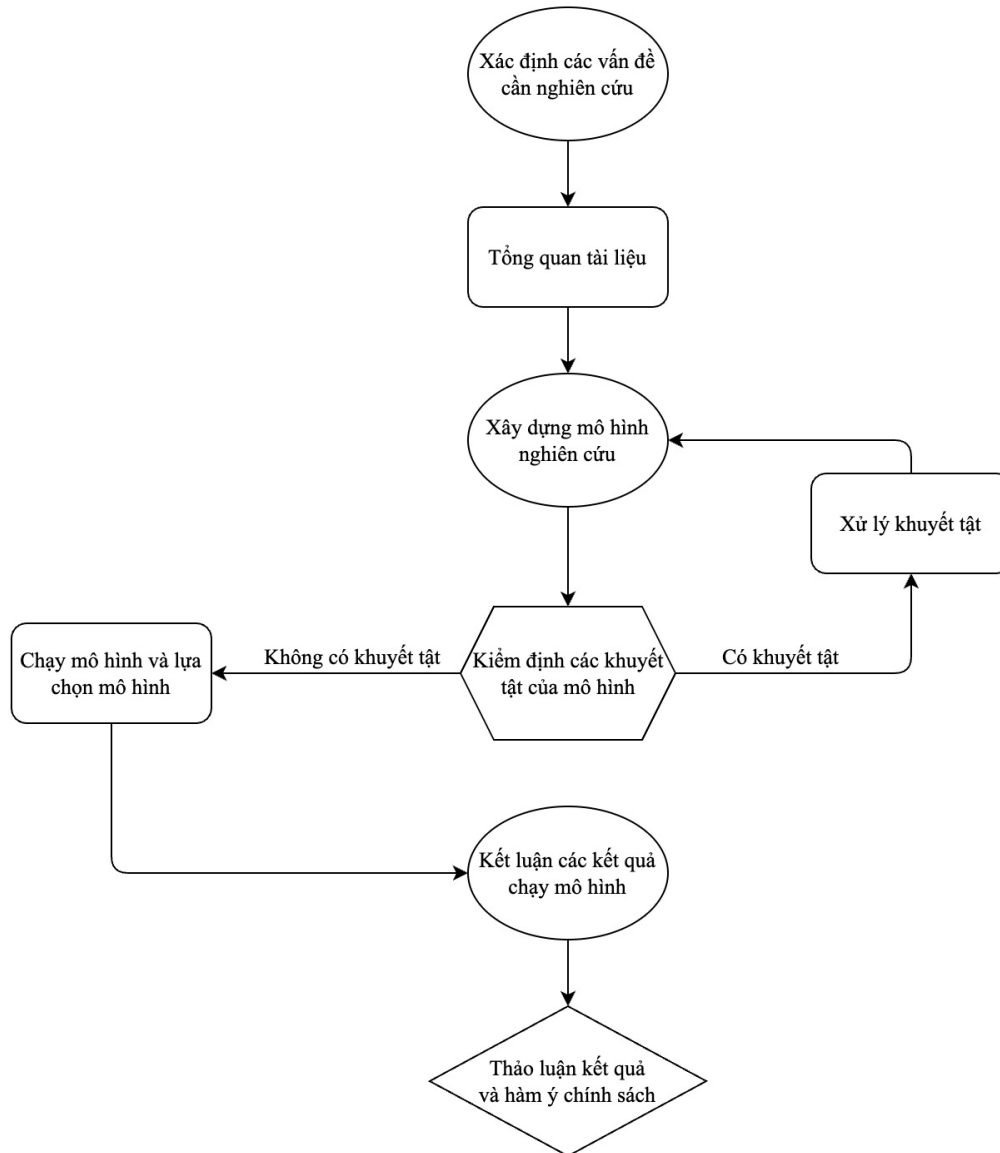 Xác định các vấn đề
cần nghiên cứu
Tổng quan tài liệu
Xây dựng mô hình
nghiên cứu
Xử lý khuyết tật
Kiểm định các khuyết
tật của mô hình
Có khuyết tật
Không có khuyết tật
Chạy mô hình và lựa
chọn mô hình
Kết luận các kết quả
chạy mô hình
Thảo luận kết quả
và hàm ý chính sách